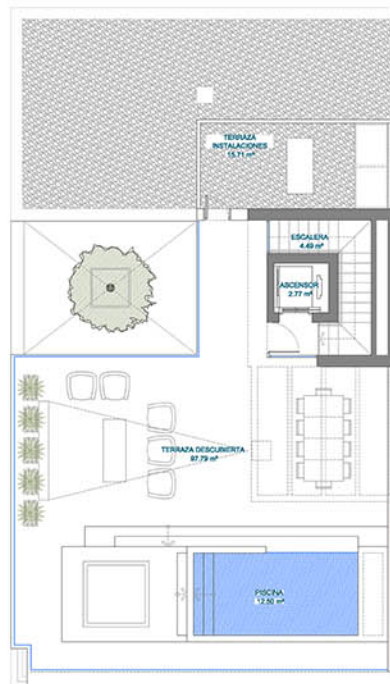 TERRAZA
INSTALACIONES
15.71 m²
ESCALERA
4.49 m²
ASCENSOR
2.77 m²
TERRAZA DESCUBIERTA
97.79 m²
PISCINA
12.50 m²